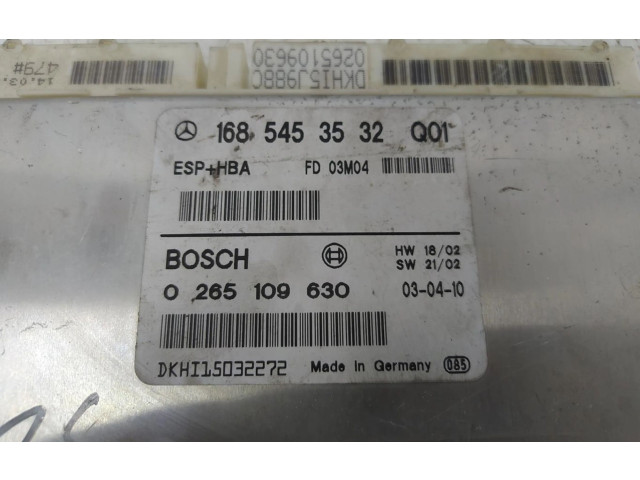 DKHI5J9BBC
0265109630
14.03.
479#
168 545 35 32 Q01
ESP+HBA FD 03M04
BOSCH HW 18/02
SW 21/02
0 265 109 630 03-04-10
DKHI15032272 Made in Germany 085